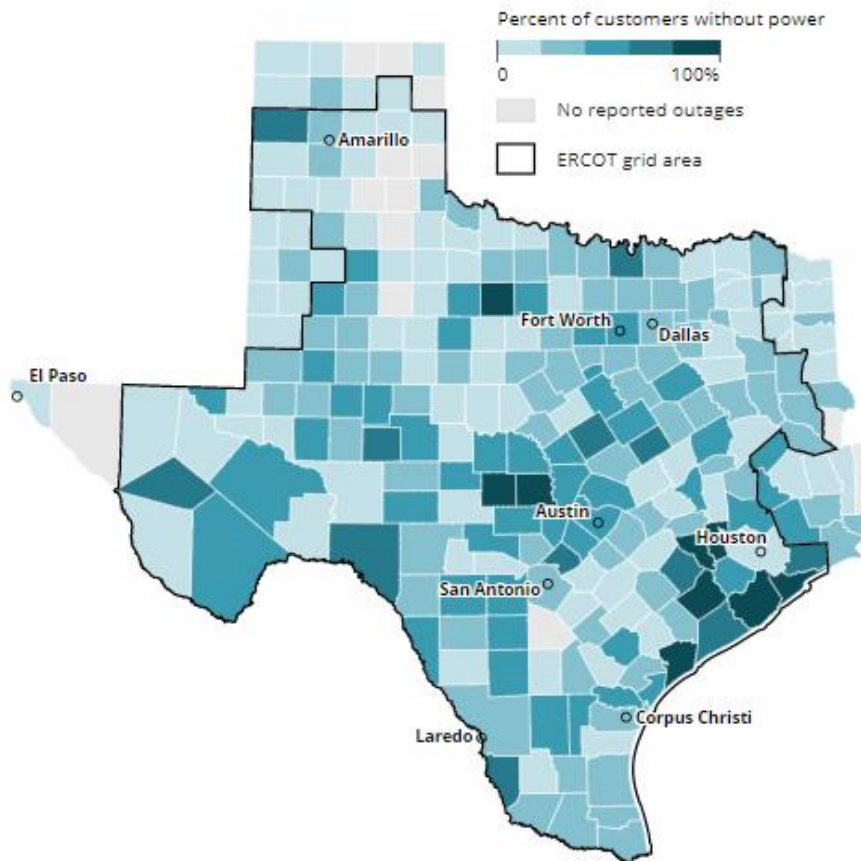 Percent of customers without power
0 100%
No reported outages
ERCOT grid area
Amarillo
Fort Worth
Dallas
El Paso
Austin
Houston
San Antonio
Corpus Christi
Laredo